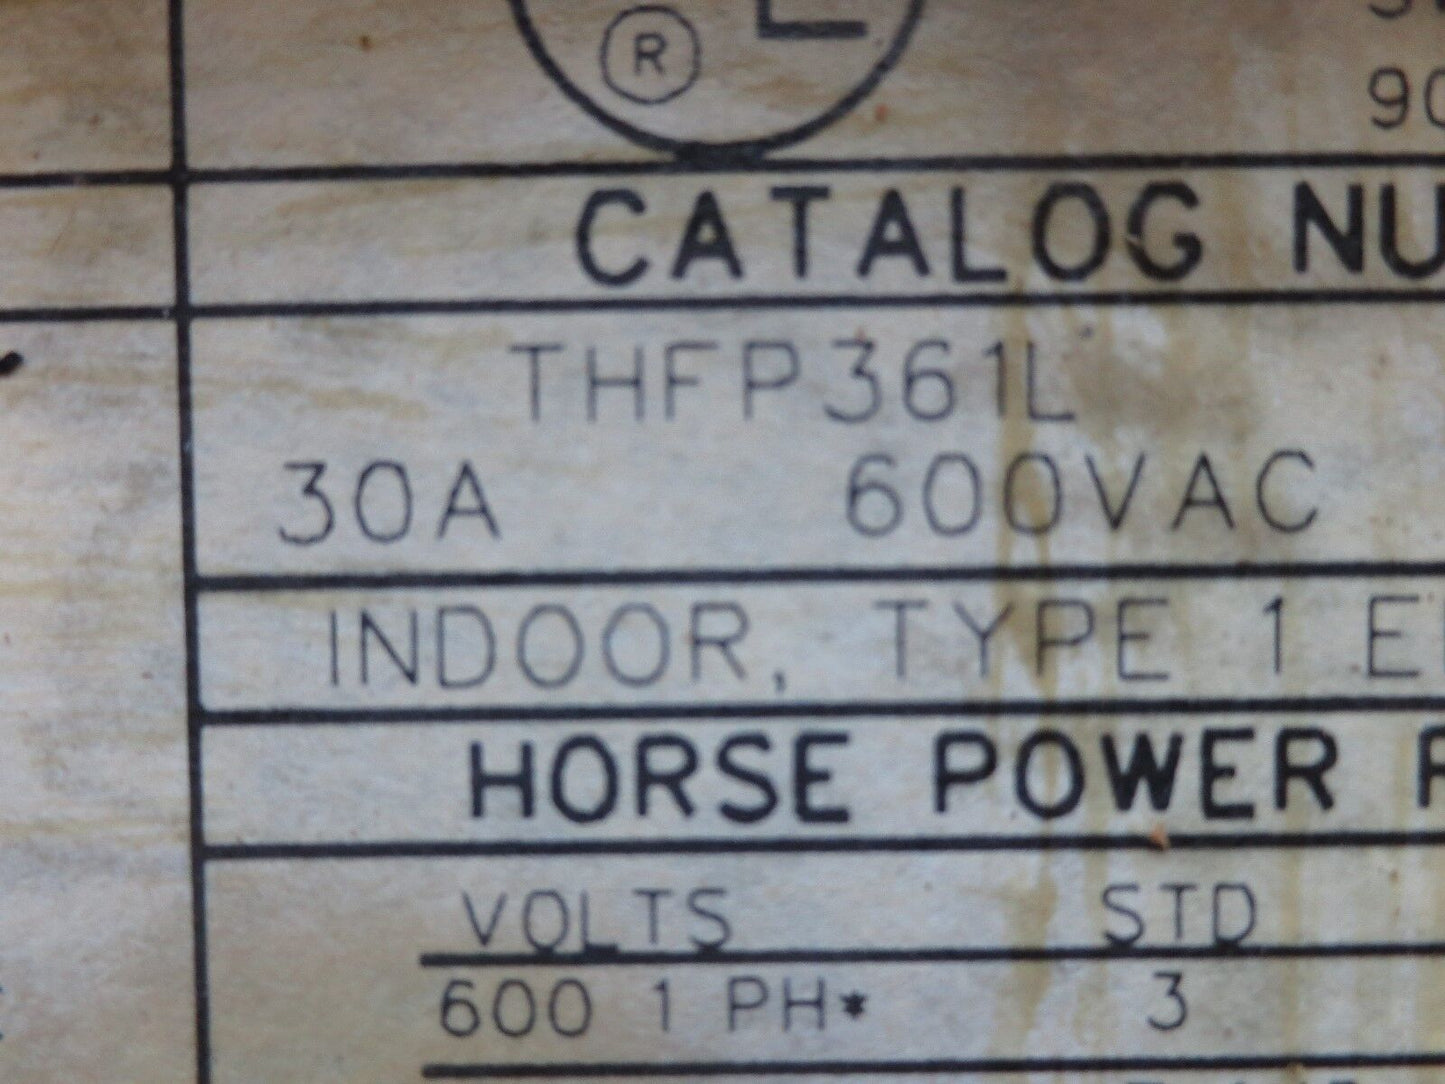 ®
90
CATALOG NU
THFP361L
30A 600VAC
INDOOR, TYPE 1 E
HORSE POWER
VOLTS STD
600 1 PH* 3